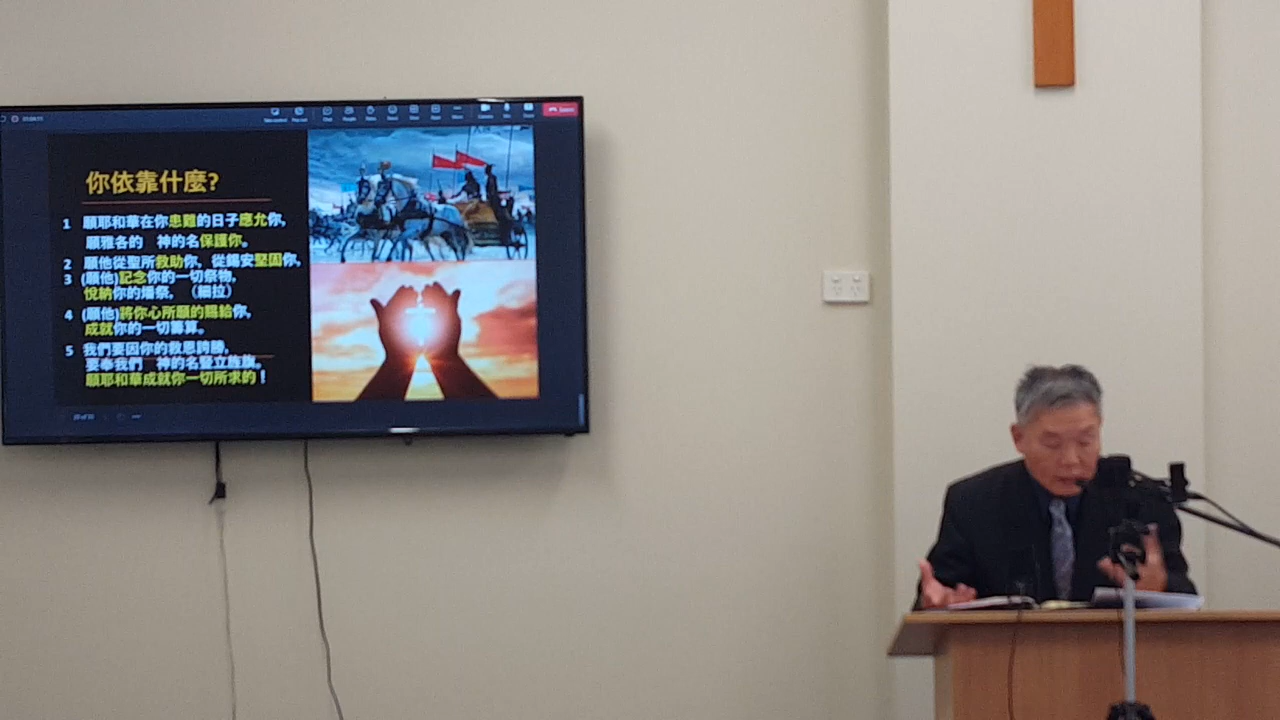 你依靠什麼?
1 願耶和華在你患難的日子應允你,
願雅各的 神的名保護你。
2 願他從聖所救助你, 從錫安堅固你,
3 (願他)記念你的一切祭物,
悅納你的燔祭, (細拉)
4 (願他)將你心所願的賜給你,
成就你的一切籌算。
5 我們要因你的救恩誇勝,
要奉我們 神的名豎立旌旗。
願耶和華成就你一切所求的!